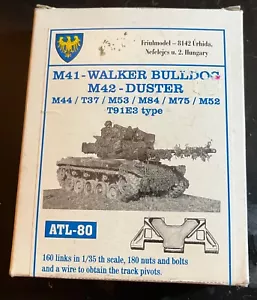 Friulmodel - 8142 Úrhida,
Nefelejcs u. 2. Hungary
M41 - WALKER BULLDOG
M42 - DUSTER
M44 / T37 / M53 / M84 / M75 / M52
T91E3 type
ATL-80
160 links in 1/35 th scale, 180 nuts and bolts
and a wire to obtain the track pivots.